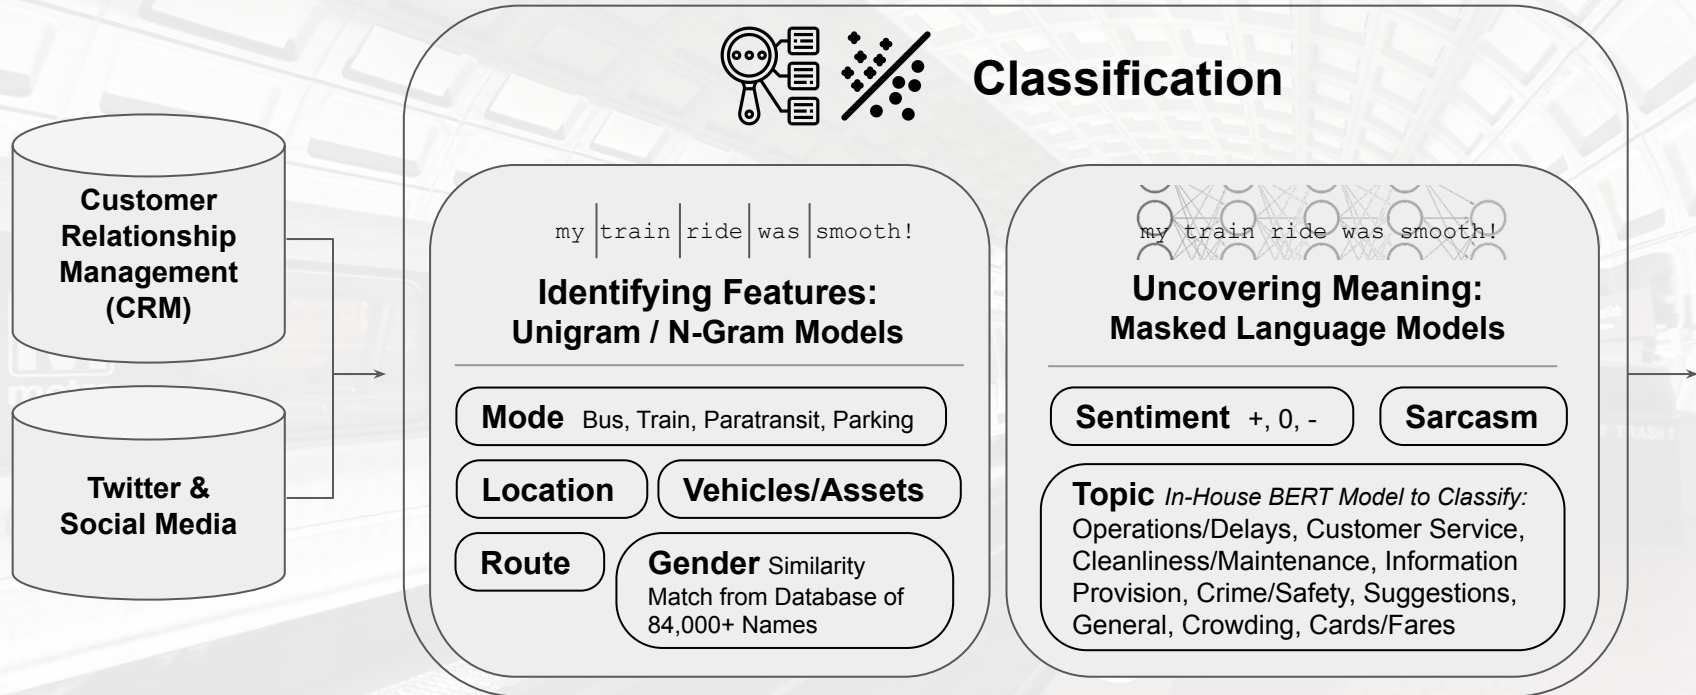 Classification
Customer
Relationship
Management
(CRM)
Twitter &
Social Media
my train ride was smooth!
Identifying Features:
Unigram / N-Gram Models
Mode Bus, Train, Paratransit, Parking
Location
Vehicles/Assets
Route
Gender Similarity
Match from Database of
84,000+ Names
my train ride was smooth!
Uncovering Meaning:
Masked Language Models
Sentiment +, 0, -
Sarcasm
Topic In-House BERT Model to Classify:
Operations/Delays, Customer Service,
Cleanliness/Maintenance, Information
Provision, Crime/Safety, Suggestions,
General, Crowding, Cards/Fares